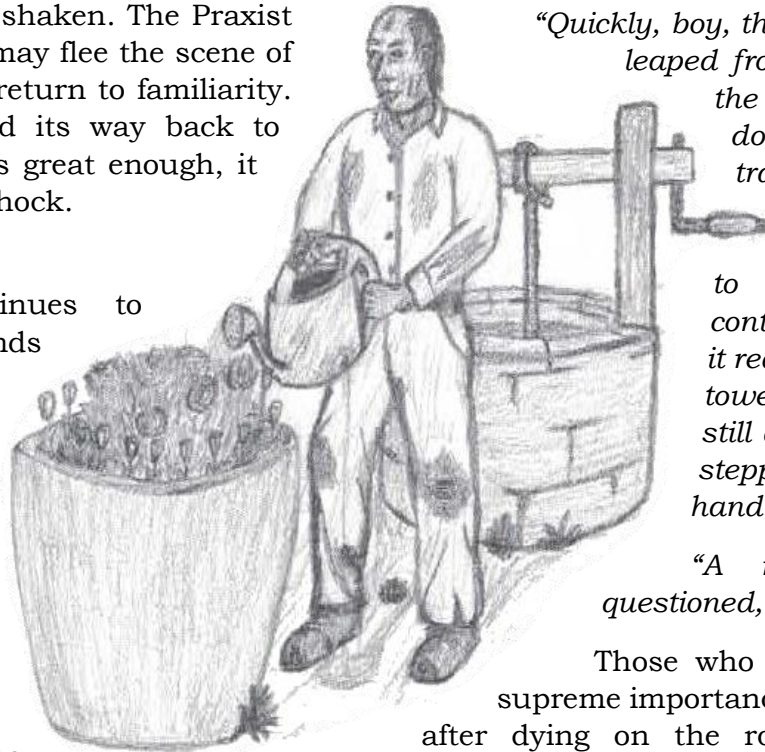 shaken. The Praxist
may flee the scene of
return to familiarity.
d its way back to
s great enough, it
hock.
inues to
nds
“Quickly, boy, th
leaped fro
the
do
tra
to
cont
it rea
towe
still
stepp
hand
“A
questioned,
Those who
supreme importanc
after dying on the ro